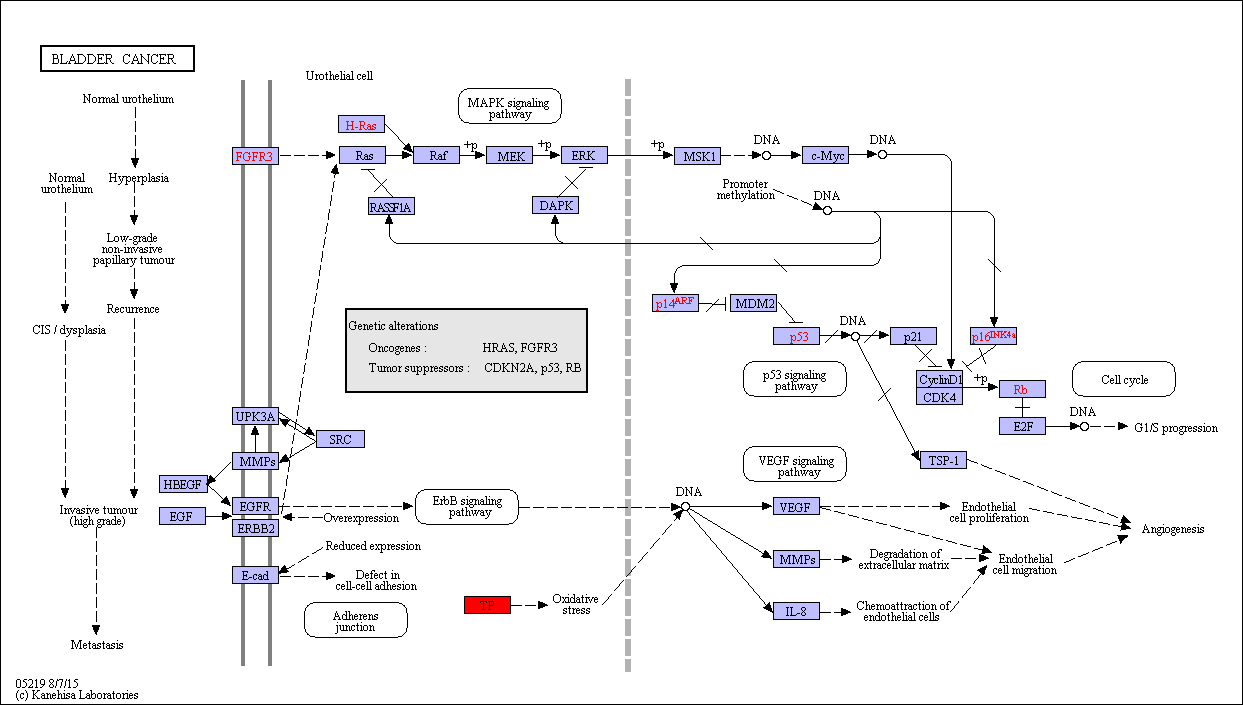 BLADDER CANCER
Urothelial cell
Normal urothelium
MAPK signaling
pathway
H-Ras
FGFR3
Ras
Raf
+p
MEK
+p
ERK
+p
MSK1
DNA
c-Myc
DNA
Normal
urothelium
Hyperplasia
RASSF1A
DAPK
Promoter
methylation
DNA
Low-grade
non-invasive
papillary tumour
Recurrence
CIS / dysplasia
p14ARF
MDM2
p53
DNA
p21
p16INK4a
Genetic alterations
Oncogenes : HRAS, FGFR3
Tumor suppressors : CDKN2A, p53, RB
p53 signaling
pathway
CyclinD1
CDK4
+p
Rb
Cell cycle
E2F
DNA
G1/S progression
UPK3A
SRC
MMPs
HBEGF
EGF
EGFR
ERBB2
Overexpression
ErbB signaling
pathway
VEGF signaling
pathway
TSP-1
DNA
VEGF
Endothelial
cell proliferation
Angiogenesis
Invasive tumour
(high grade)
Reduced expression
E-cad
Defect in
cell-cell adhesion
MMPs
Degradation of
extracellular matrix
Endothelial
cell migration
Adherens
junction
TP
Oxidative
stress
IL-8
Chemoattraction of
endothelial cells
Metastasis
05219 8/7/15
(c) Kanehisa Laboratories